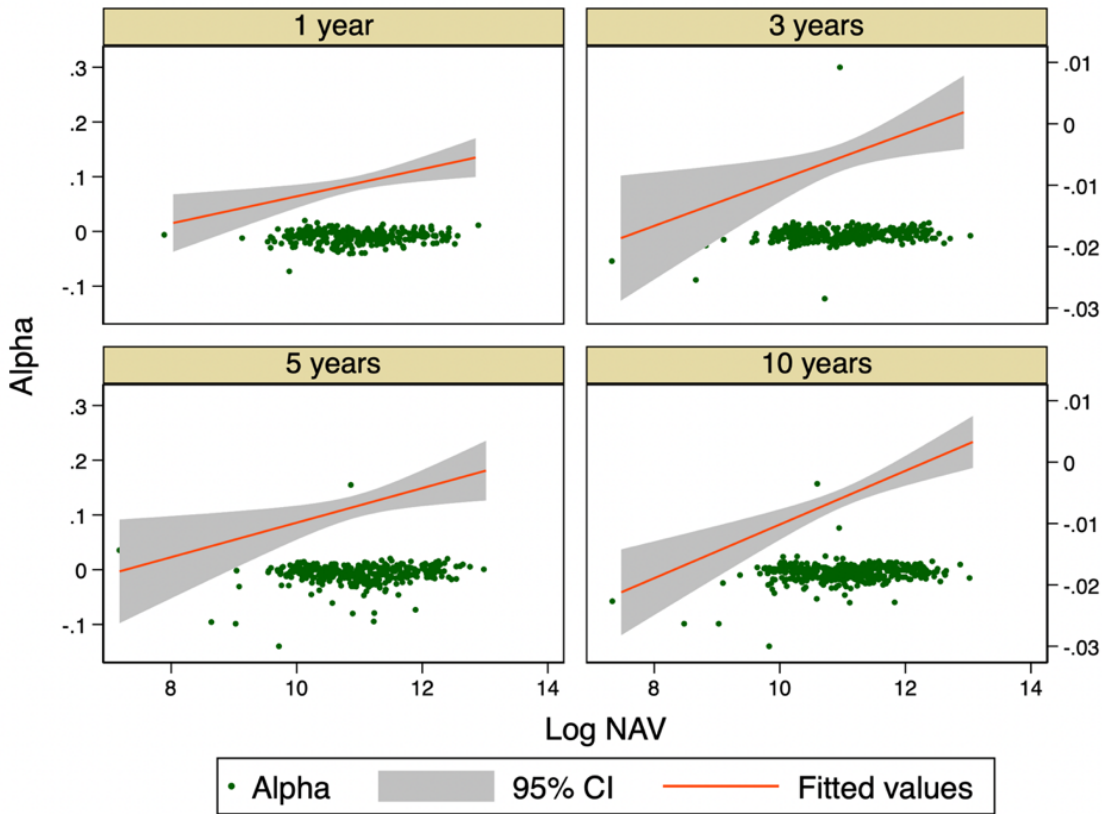 1 year
3 years
.3
.2
.1
0
-.1
.01
0
-.01
-.02
-.03
Alpha
5 years
10 years
.3
.2
.1
0
-.1
.01
0
-.01
-.02
-.03
8 10 12 14
8 10 12 14
Log NAV
Alpha 95% CI Fitted values